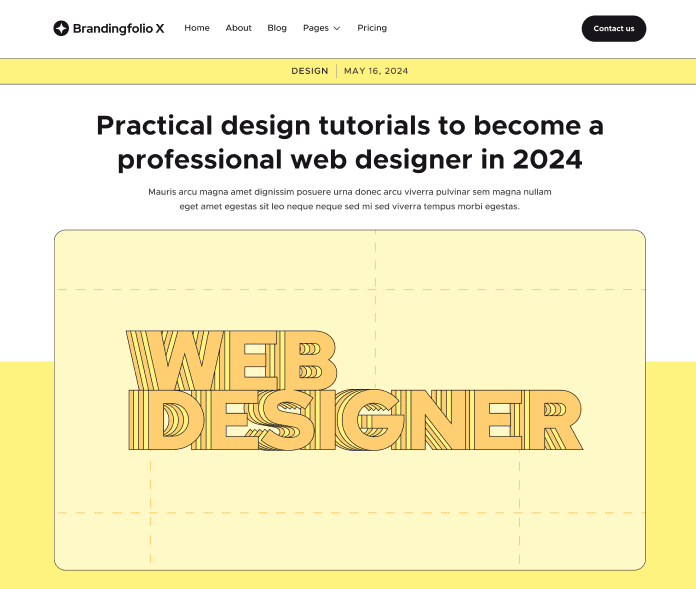 Brandingfolio X Home About Blog Pages Pricing Contact us
DESIGN MAY 16, 2024
Practical design tutorials to become a
professional web designer in 2024
Mauris arcu magna amet dignissim posuere urna donec arcu viverra pulvinar sem magna nullam
eget amet egestas sit leo neque neque sed mi sed viverra tempus morbi egestas.
WEB
DESIGNER